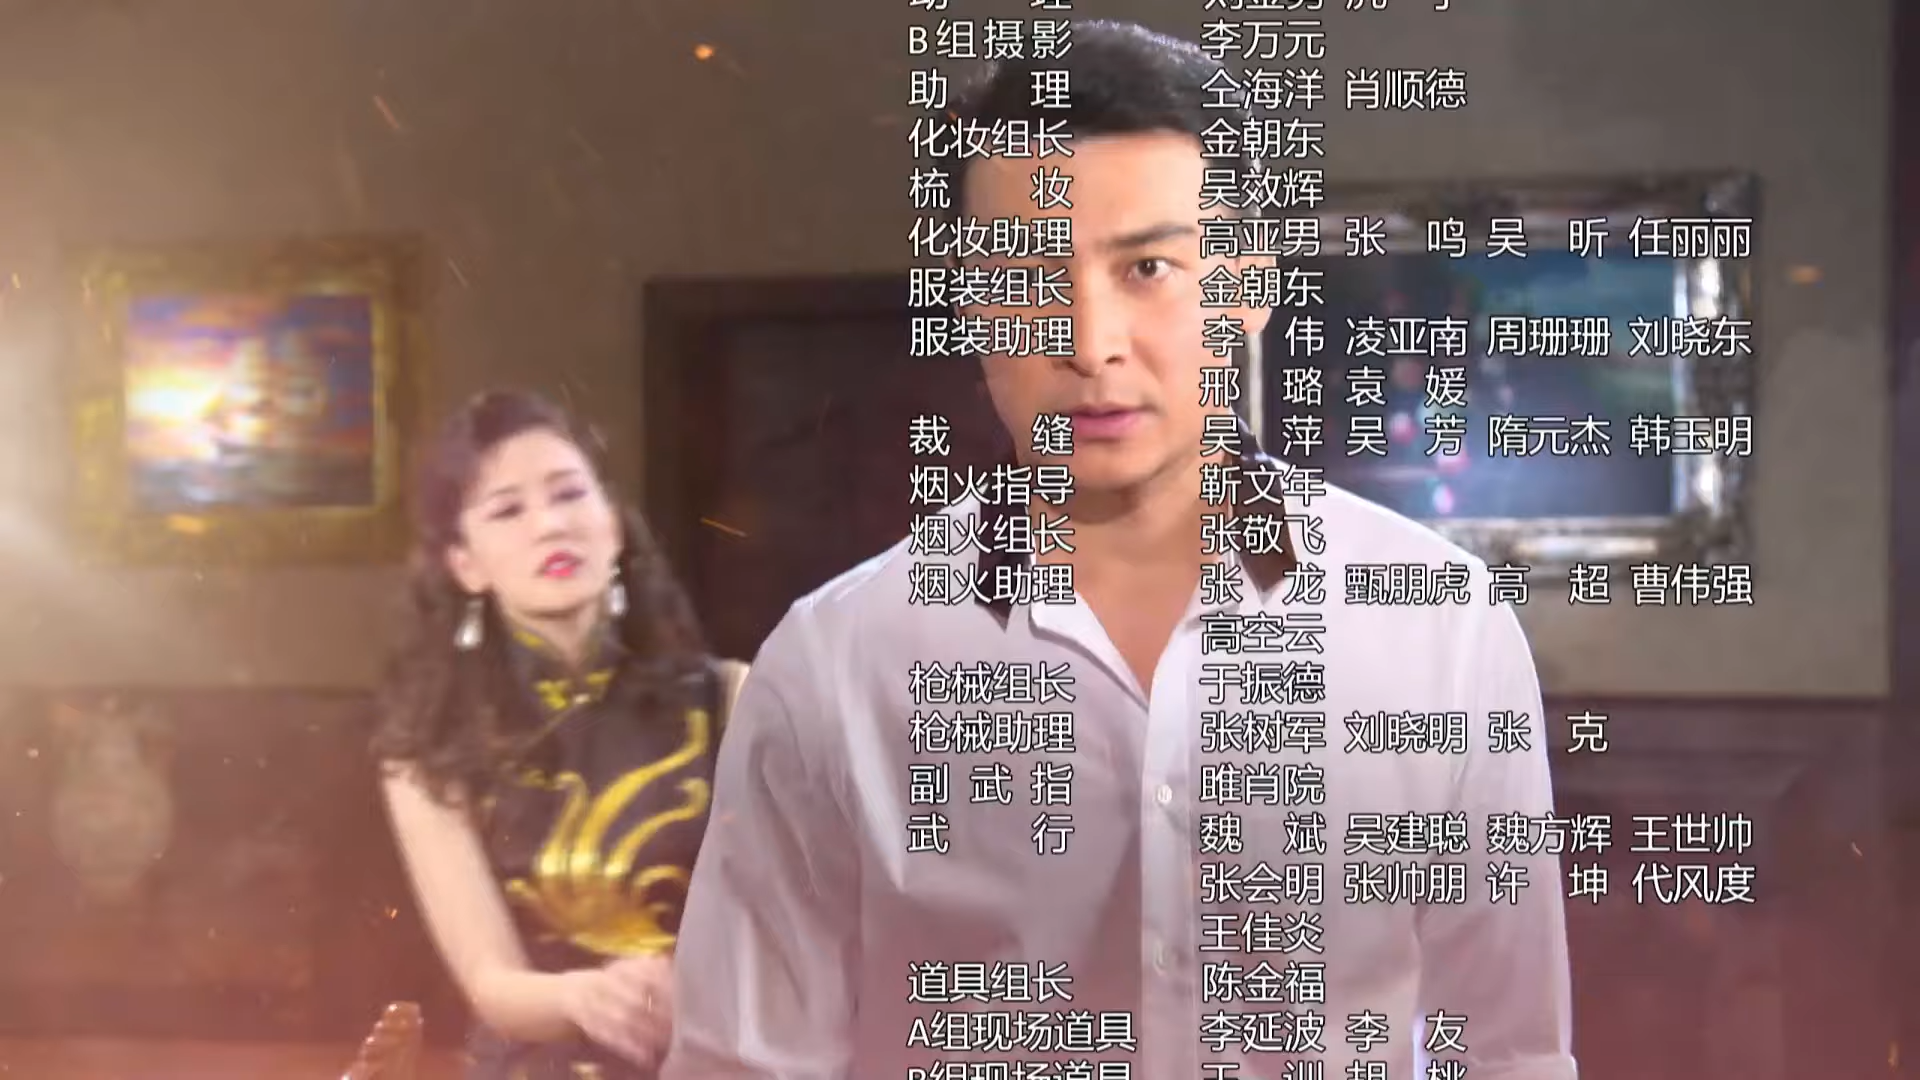 B组摄影 李万元
助理 仝海洋 肖顺德
化妆组长 金朝东
梳妆 吴效辉
化妆助理 高亚男 张鸣 吴昕 任丽丽
服装组长 金朝东
服装助理 李伟 凌亚南 周珊珊 刘晓东
邢璐 袁媛
裁缝 吴萍 吴芳 隋元杰 韩玉明
烟火指导 靳文年
烟火组长 张敬飞
烟火助理 张龙 甄朋虎 高超 曹伟强
高空云
枪械组长 于振德
枪械助理 张树军 刘晓明 张克
副武指 睢肖院
武行 魏斌 吴建聪 魏方辉 王世帅
张会明 张帅朋 许坤 代风度
王佳炎
道具组长 陈金福
A组现场道具 李延波 李友